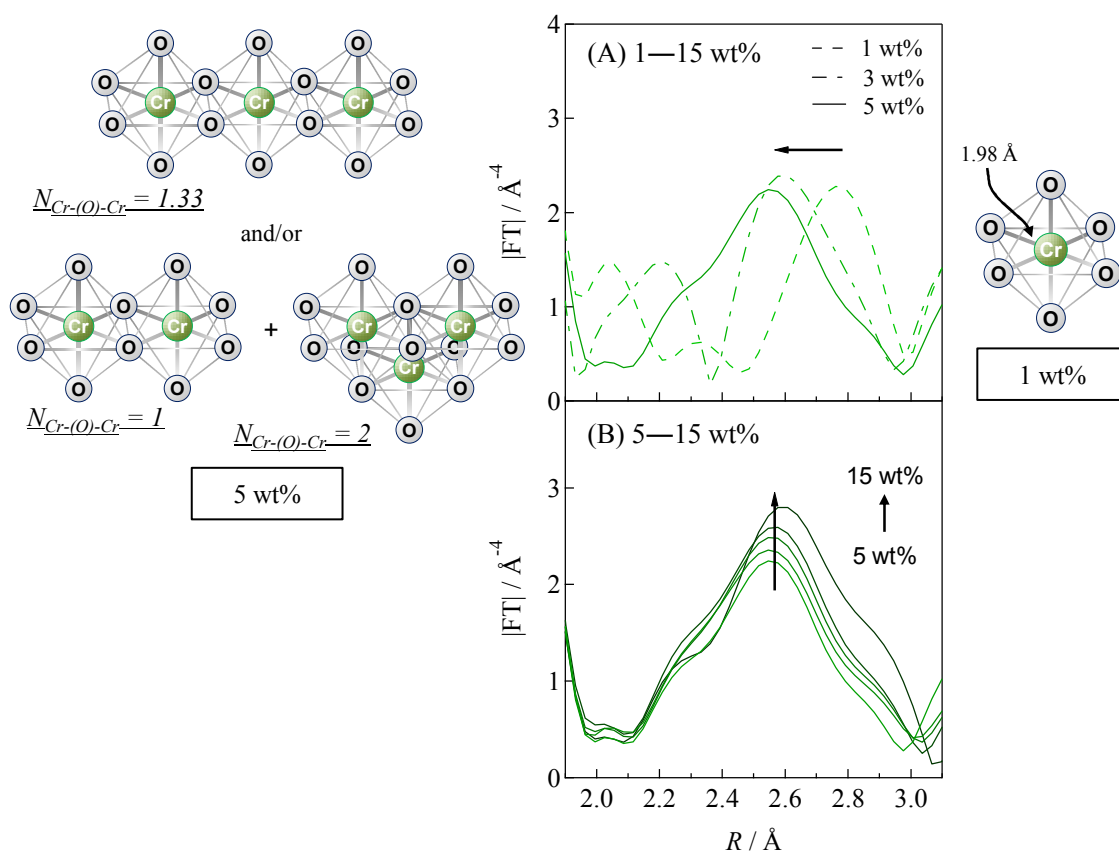 O O O
O O O O
Cr Cr Cr
O O O O
O O O
N_Cr-(O)-Cr = 1.33
and/or
O O O O
O O O O O O
Cr Cr + Cr Cr
O O O O O O O O
Cr
O O O O
O
N_Cr-(O)-Cr = 1
N_Cr-(O)-Cr = 2
5 wt%
(A) 1—15 wt%
1 wt%
3 wt%
5 wt%
4
3
2
1
0
|FT| / Å⁻⁴
(B) 5—15 wt%
15 wt%
5 wt%
3
2
1
0
|FT| / Å⁻⁴
2.0 2.2 2.4 2.6 2.8 3.0
R / Å
1.98 Å
O
O O
Cr
O O
O
1 wt%